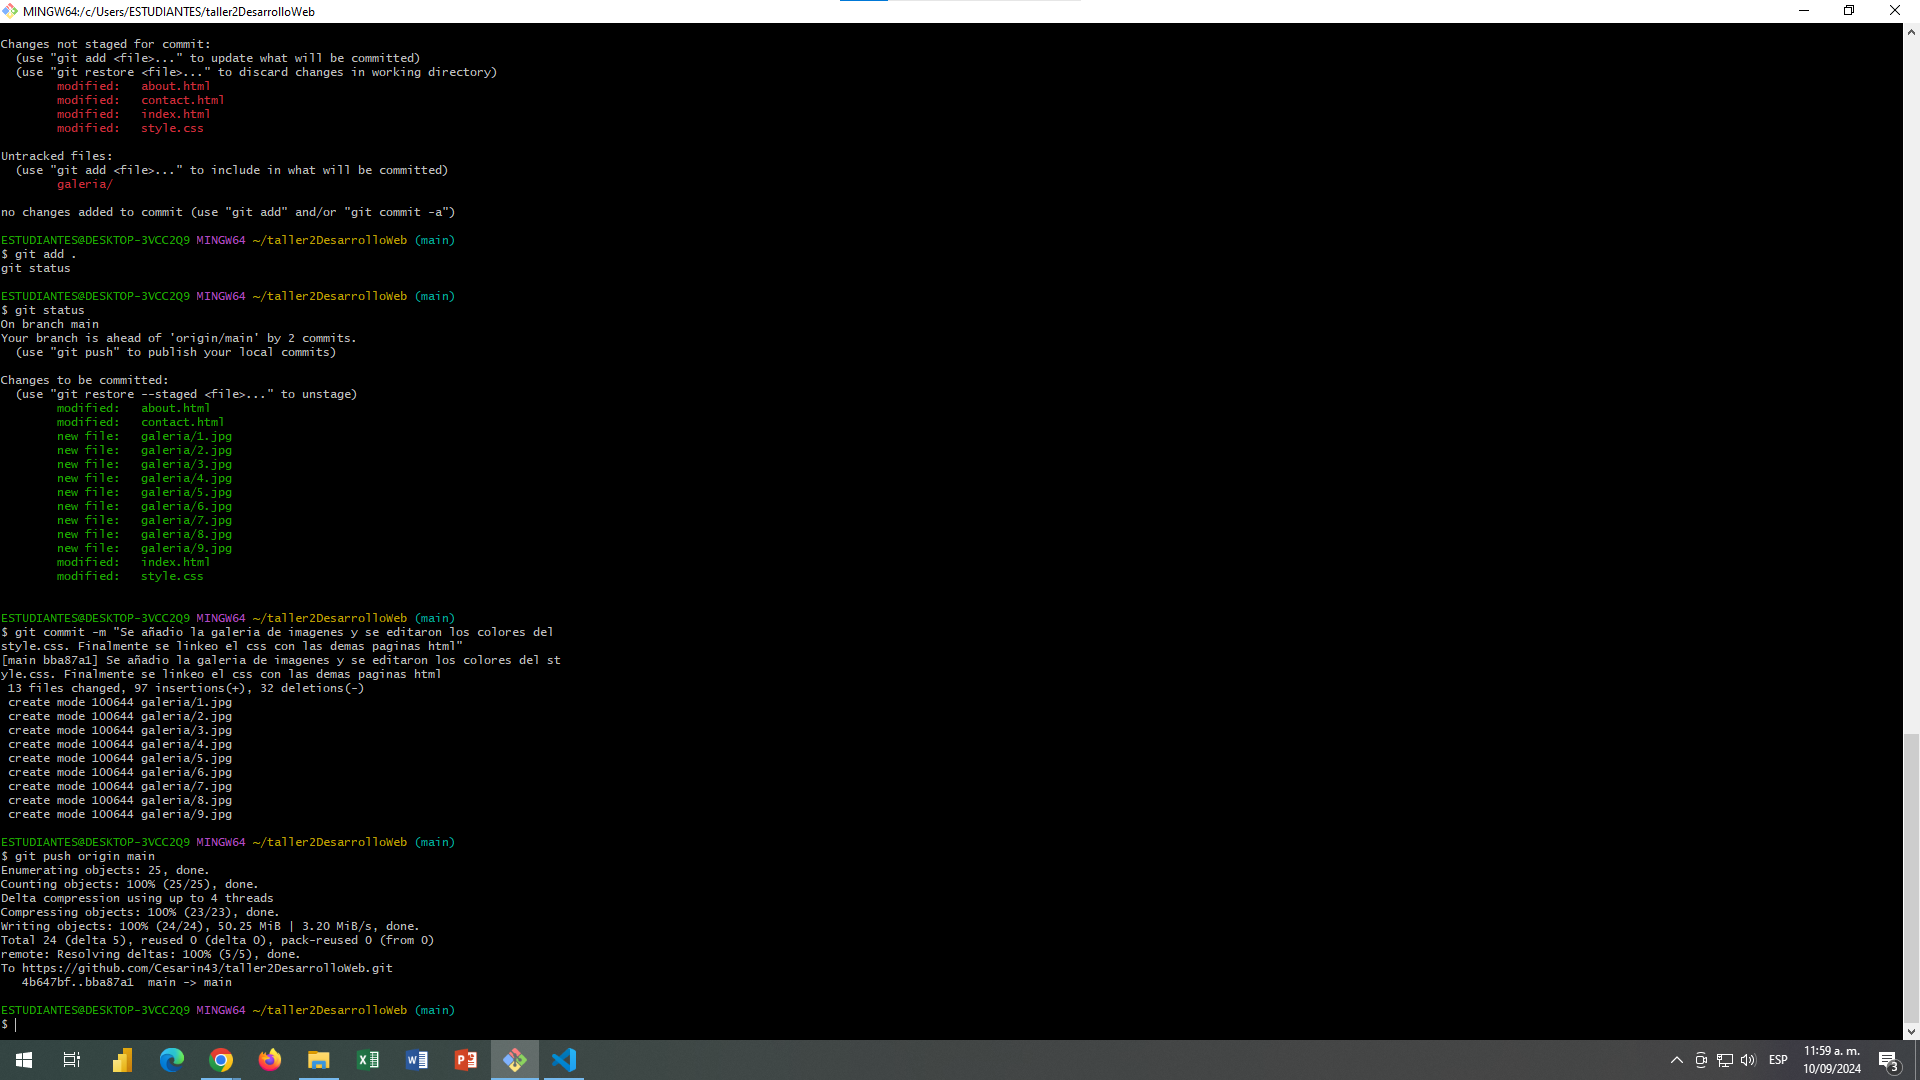 MINGW64:/c/Users/ESTUDIANTES/taller2DesarrolloWeb
Changes not staged for commit:
  (use "git add <file>..." to update what will be committed)
  (use "git restore <file>..." to discard changes in working directory)
        modified:   about.html
        modified:   contact.html
        modified:   index.html
        modified:   style.css

Untracked files:
  (use "git add <file>..." to include in what will be committed)
        galeria/

no changes added to commit (use "git add" and/or "git commit -a")

ESTUDIANTES@DESKTOP-3VCC2Q9 MINGW64 ~/taller2DesarrolloWeb (main)
$ git add .
git status

ESTUDIANTES@DESKTOP-3VCC2Q9 MINGW64 ~/taller2DesarrolloWeb (main)
$ git status
On branch main
Your branch is ahead of 'origin/main' by 2 commits.
  (use "git push" to publish your local commits)

Changes to be committed:
  (use "git restore --staged <file>..." to unstage)
        modified:   about.html
        modified:   contact.html
        new file:   galeria/1.jpg
        new file:   galeria/2.jpg
        new file:   galeria/3.jpg
        new file:   galeria/4.jpg
        new file:   galeria/5.jpg
        new file:   galeria/6.jpg
        new file:   galeria/7.jpg
        new file:   galeria/8.jpg
        new file:   galeria/9.jpg
        modified:   index.html
        modified:   style.css

ESTUDIANTES@DESKTOP-3VCC2Q9 MINGW64 ~/taller2DesarrolloWeb (main)
$ git commit -m "Se añadio la galeria de imagenes y se editaron los colores del
style.css. Finalmente se linkeo el css con las demas paginas html"
[main bba87a1] Se añadio la galeria de imagenes y se editaron los colores del st
yle.css. Finalmente se linkeo el css con las demas paginas html
 13 files changed, 97 insertions(+), 32 deletions(-)
 create mode 100644 galeria/1.jpg
 create mode 100644 galeria/2.jpg
 create mode 100644 galeria/3.jpg
 create mode 100644 galeria/4.jpg
 create mode 100644 galeria/5.jpg
 create mode 100644 galeria/6.jpg
 create mode 100644 galeria/7.jpg
 create mode 100644 galeria/8.jpg
 create mode 100644 galeria/9.jpg

ESTUDIANTES@DESKTOP-3VCC2Q9 MINGW64 ~/taller2DesarrolloWeb (main)
$ git push origin main
Enumerating objects: 25, done.
Counting objects: 100% (25/25), done.
Delta compression using up to 4 threads
Compressing objects: 100% (23/23), done.
Writing objects: 100% (24/24), 50.25 MiB | 3.20 MiB/s, done.
Total 24 (delta 5), reused 0 (delta 0), pack-reused 0 (from 0)
remote: Resolving deltas: 100% (5/5), done.
To https://github.com/Cesarin43/taller2DesarrolloWeb.git
   4b647bf..bba87a1  main -> main

ESTUDIANTES@DESKTOP-3VCC2Q9 MINGW64 ~/taller2DesarrolloWeb (main)
$
ESP
11:59 a. m.
10/09/2024
3